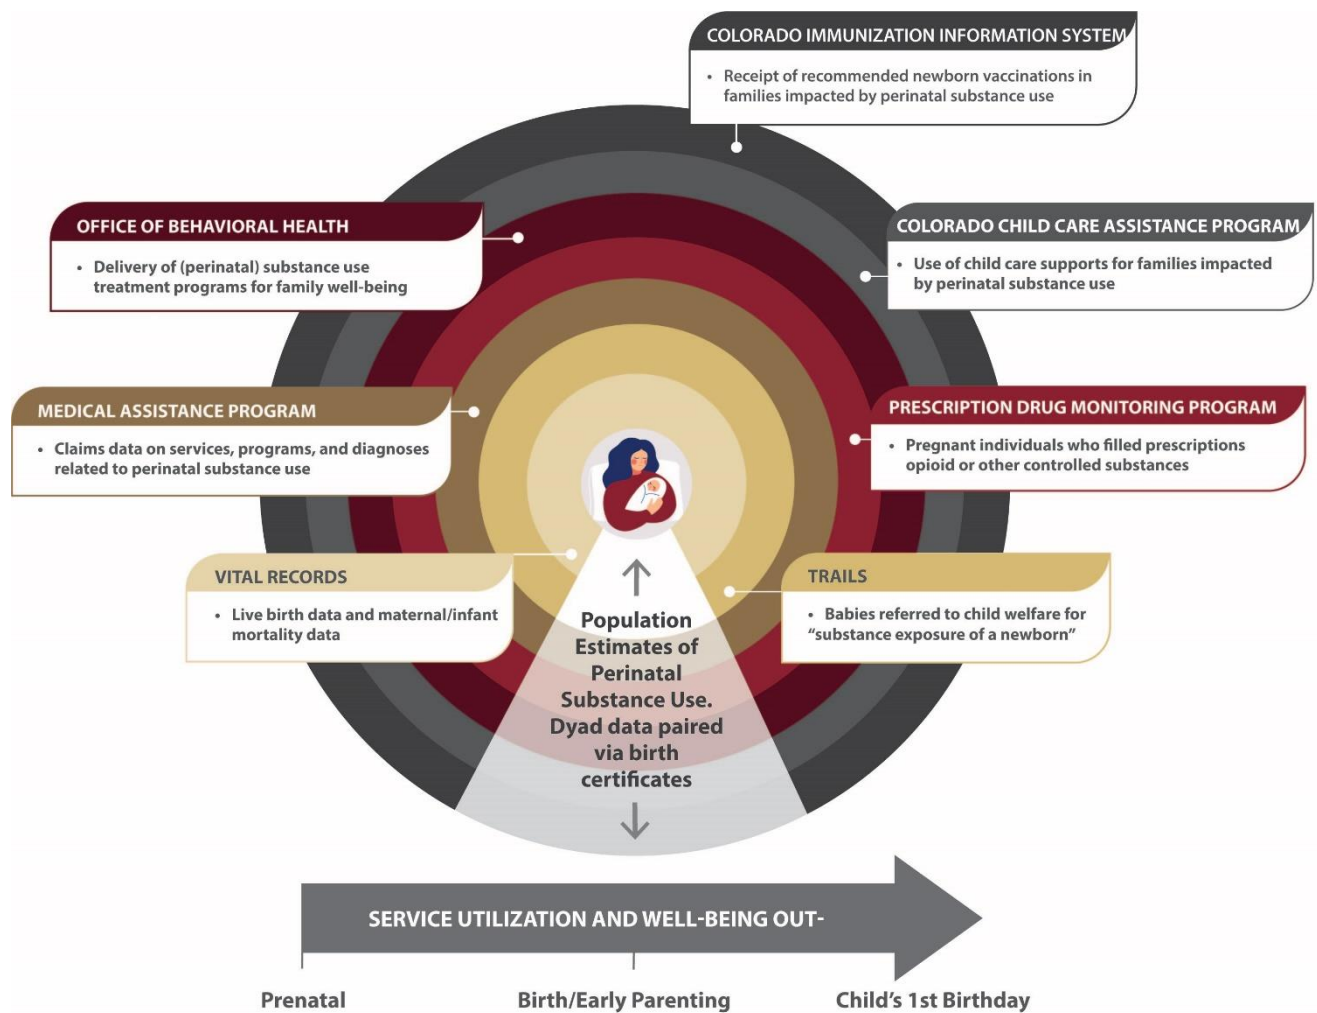 COLORADO IMMUNIZATION INFORMATION SYSTEM
• Receipt of recommended newborn vaccinations in
families impacted by perinatal substance use
OFFICE OF BEHAVIORAL HEALTH
• Delivery of (perinatal) substance use
treatment programs for family well-being
COLORADO CHILD CARE ASSISTANCE PROGRAM
• Use of child care supports for families impacted
by perinatal substance use
MEDICAL ASSISTANCE PROGRAM
• Claims data on services, programs, and diagnoses
related to perinatal substance use
PRESCRIPTION DRUG MONITORING PROGRAM
• Pregnant individuals who filled prescriptions
opioid or other controlled substances
VITAL RECORDS
• Live birth data and maternal/infant
mortality data
TRAILS
• Babies referred to child welfare for
“substance exposure of a newborn”
Population
Estimates of
Perinatal
Substance Use.
Dyad data paired
via birth
certificates
SERVICE UTILIZATION AND WELL-BEING OUT-
Prenatal
Birth/Early Parenting
Child's 1st Birthday